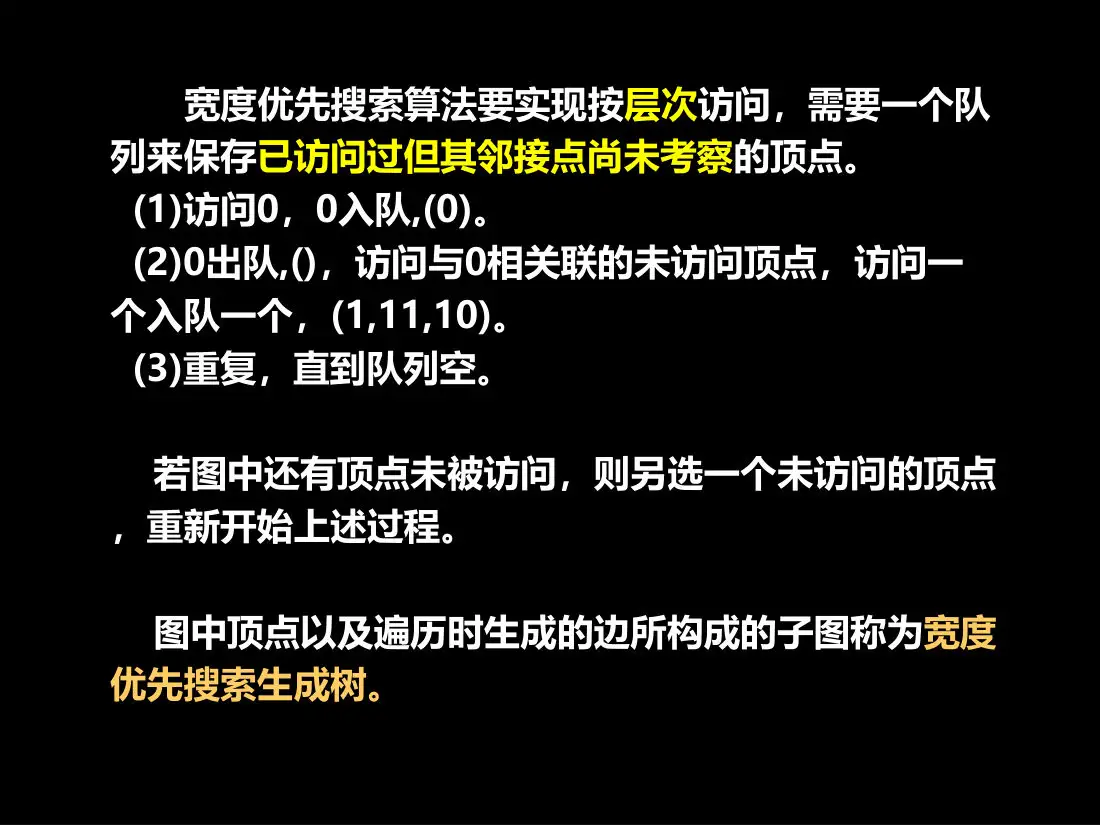 宽度优先搜索算法要实现按层次访问，需要一个队
列来保存已访问过但其邻接点尚未考察的顶点。
(1)访问0，0入队,(0)。
(2)0出队,()，访问与0相关联的未访问顶点，访问一
个入队一个，(1,11,10)。
(3)重复，直到队列空。
若图中还有顶点未被访问，则另选一个未访问的顶点
，重新开始上述过程。
图中顶点以及遍历时生成的边所构成的子图称为宽度
优先搜索生成树。